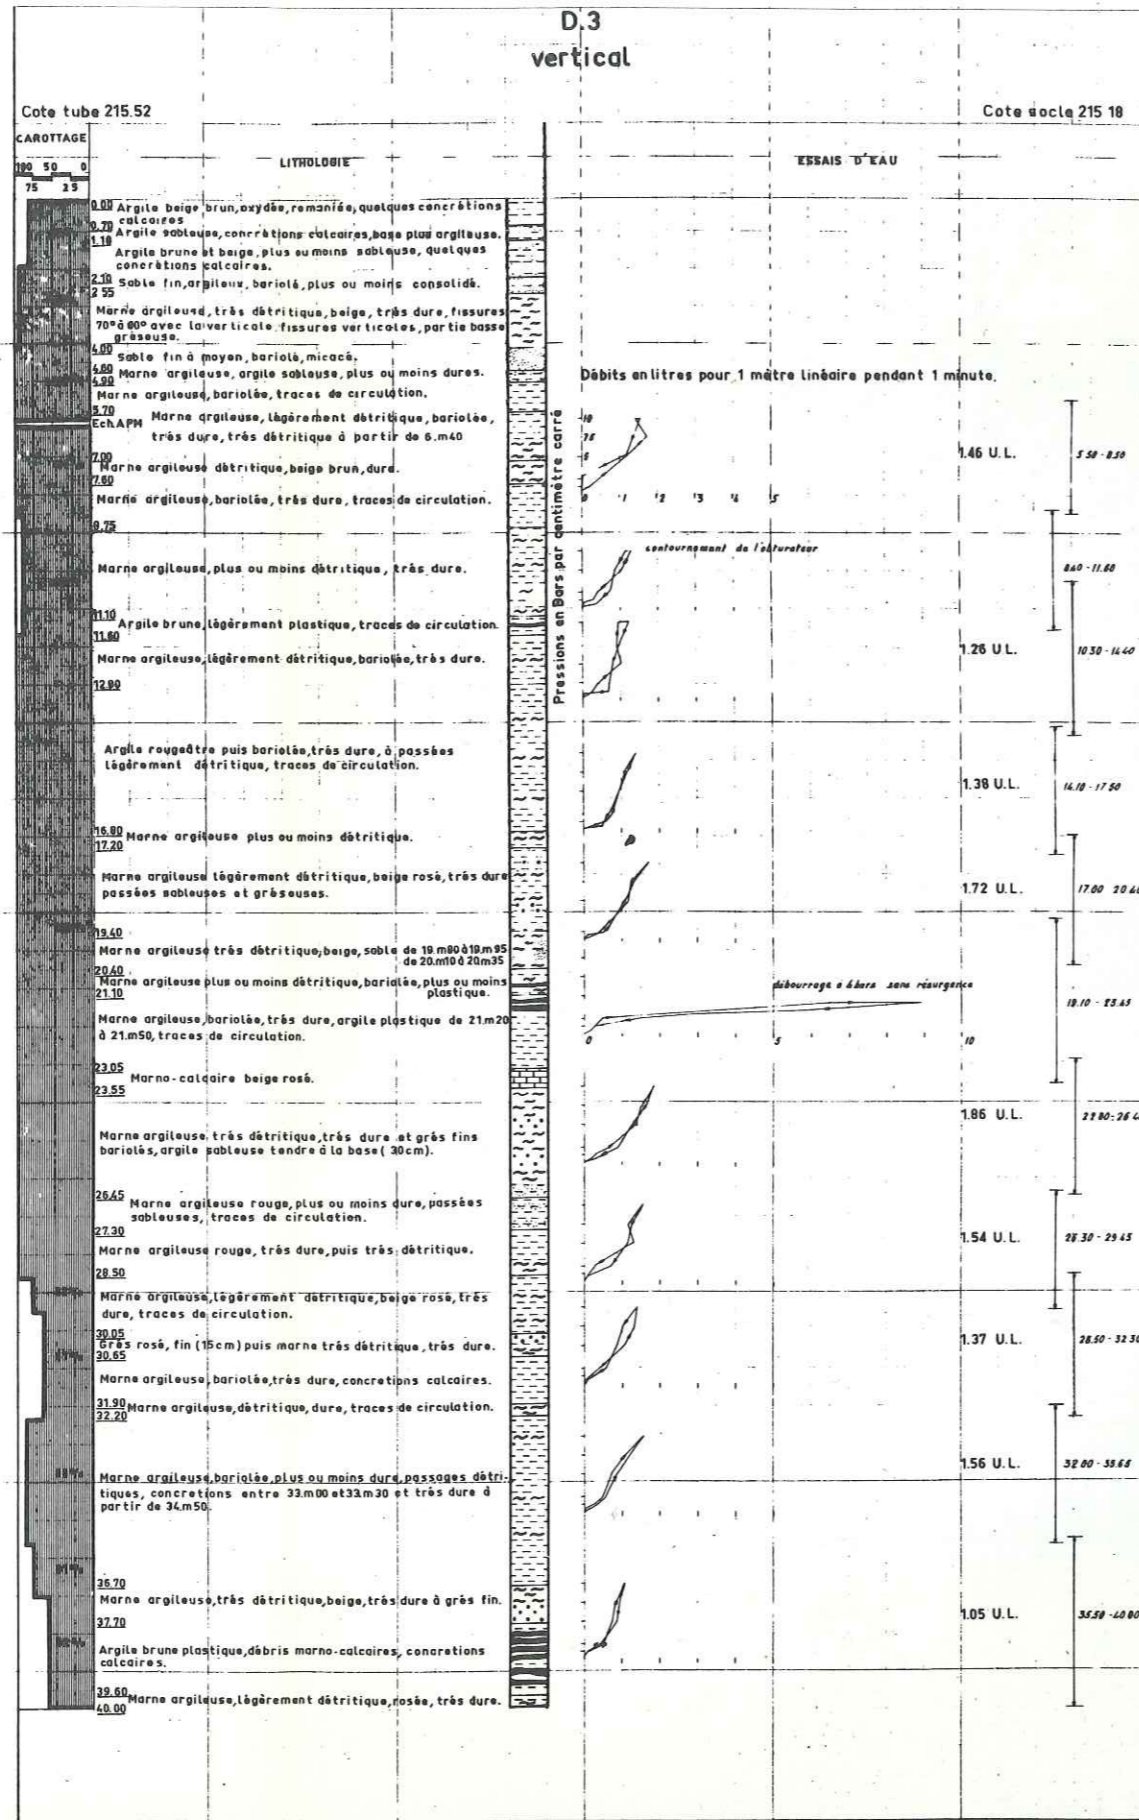 D.3
vertical
Cote tube 215.52
Cote socle 215 18
CAROTTAGE
LITHOLOGIE
ESSAIS D'EAU
100 50 0
75 25
0.00 Argile beige brun, oxydée, remaniée, quelques concrétions
calcaires
0.70
Argile sableuse, concrétions calcaires, base plus argileuse.
1.10
Argile brune et beige, plus ou moins sableuse, quelques
concrétions calcaires.
2.10 Sable fin, argileux, bariolé, plus ou moins consolidé.
2 55
Marne argileuse, très détritique, beige, très dure, fissures
70° à 80° avec la verticale, fissures verticales, partie basse
gréseuse.
4.00
Sable fin à moyen, bariolé, micacé.
4.60
Marne argileuse, argile sableuse, plus ou moins dures.
4.90
Débits en litres pour 1 mètre linéaire pendant 1 minute.
Marne argileuse, bariolée, traces de circulation.
5.70
Ech.APM Marne argileuse, légèrement détritique, bariolée,
très dure, très détritique à partir de 6.m40
7.00
Marne argileuse détritique, beige brun, dure.
7.60
Marne argileuse, bariolée, très dure, traces de circulation.
Pressions en Bars par centimètre carré
10
7.5
5
0 1 2 3 4 5
1.46 U.L.
5 50 - 8.50
8.75
contournement de l'obturateur
Marne argileuse, plus ou moins détritique, très dure.
8.40 - 11.60
11.10
Argile brune, légèrement plastique, traces de circulation.
11.60
Marne argileuse, légèrement détritique, bariolée, très dure.
1.26 U.L.
10 30 - 14.40
12.90
Argile rougeâtre puis bariolée, très dure, à passées
légèrement détritique, traces de circulation.
1.38 U.L.
14.10 - 17 50
16.80
Marne argileuse plus ou moins détritique.
17.20
Marne argileuse légèrement détritique, beige rosé, très dure
passées sableuses et gréseuses.
1.72 U.L.
17.00 20 40
19.40
Marne argileuse très détritique, beige, sable de 19 m80 à 19.m95
de 20.m10 à 20m35
20.40
Marne argileuse plus ou moins détritique, bariolée, plus ou moins
plastique.
21.10
débourrage à 6 bars sans résurgence
Marne argileuse, bariolée, très dure, argile plastique de 21.m20
à 21.m50, traces de circulation.
0 5 10
19.10 - 23.45
23.05
Marno-calcaire beige rosé.
23.55
1.86 U.L.
Marne argileuse, très détritique, très dure et grès fins
bariolés, argile sableuse tendre à la base ( 30cm).
26.45
Marne argileuse rouge, plus ou moins dure, passées
sableuses, traces de circulation.
27.30
1.54 U.L.
26.30 - 29 45
Marne argileuse rouge, très dure, puis très détritique.
28.50
Marne argileuse, légèrement détritique, beige rosé, très
dure, traces de circulation.
30.05
Grès rosé, fin (15cm) puis marne très détritique, très dure.
30.65
1.37 U.L.
28.50 - 32 30
Marne argileuse, bariolée, très dure, concretions calcaires.
31.90
Marne argileuse, détritique, dure, traces de circulation.
32.20
Marne argileuse, bariolée, plus ou moins dure, passages détri-
tiques, concretions entre 33.m00 et 33.m30 et très dure à
partir de 34.m50.
1.56 U.L.
36.70
Marne argileuse, très détritique, beige, très dure à grès fin.
37.70
1.05 U.L.
35.50 - 40 00
Argile brune plastique, débris marno-calcaires, concretions
calcaires.
39.60
Marne argileuse, légèrement détritique, rosée, très dure.
40.00